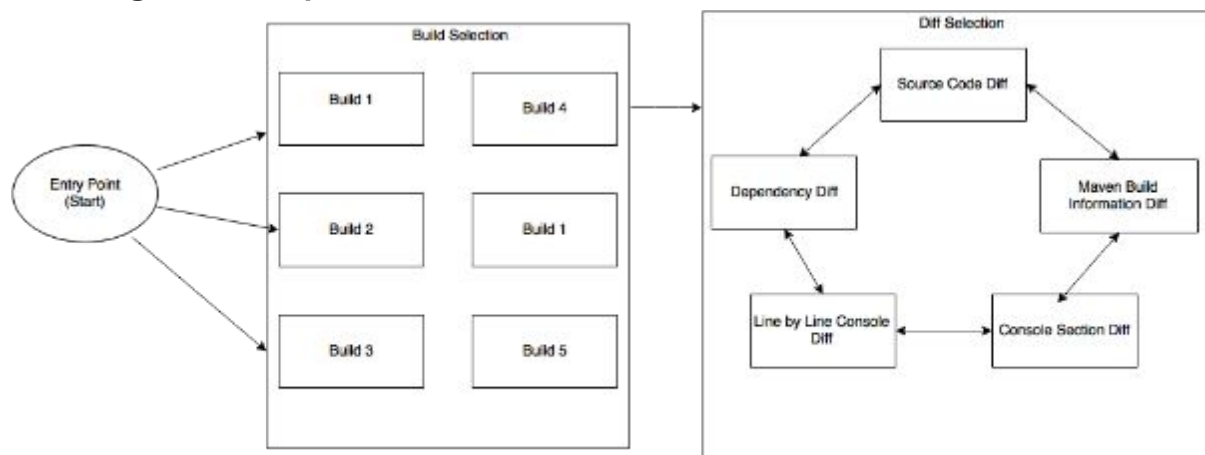 Build Selection
Build 1
Build 4
Build 2
Build 1
Build 3
Build 5
Entry Point
(Start)
Diff Selection
Source Code Diff
Dependency Diff
Maven Build
Information Diff
Line by Line Console
Diff
Console Section Diff